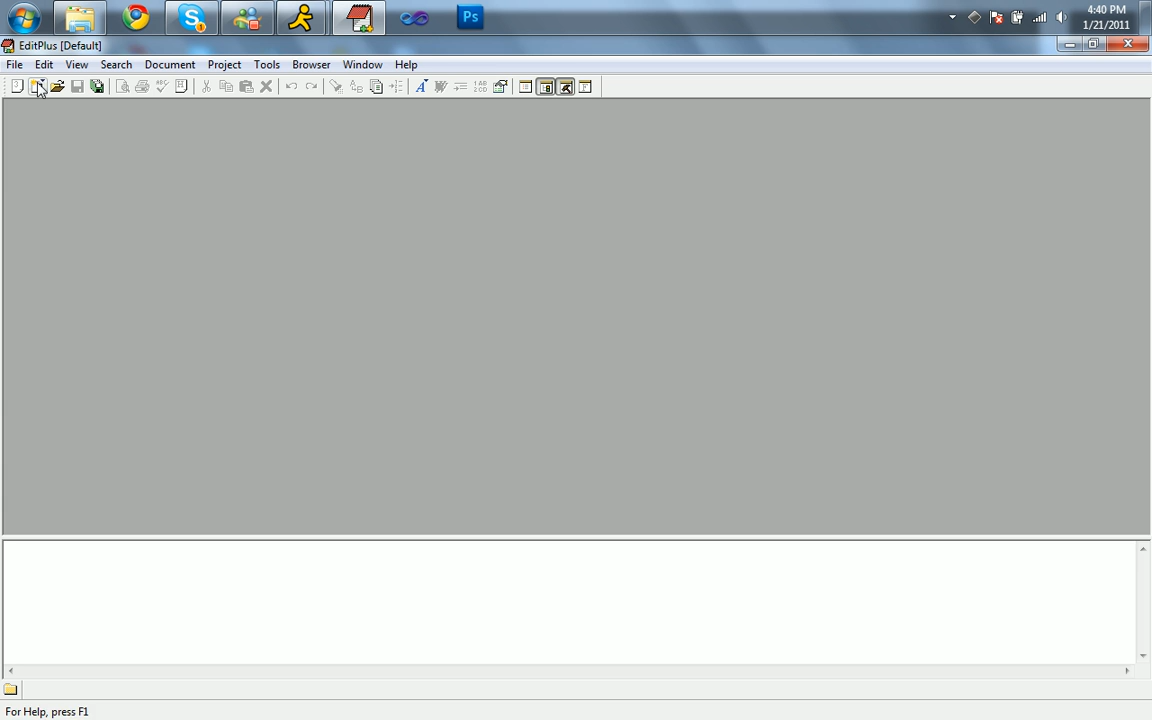 Ps
4:40 PM
1/21/2011
EditPlus [Default]
File Edit View Search Document Project Tools Browser Window Help
For Help, press F1